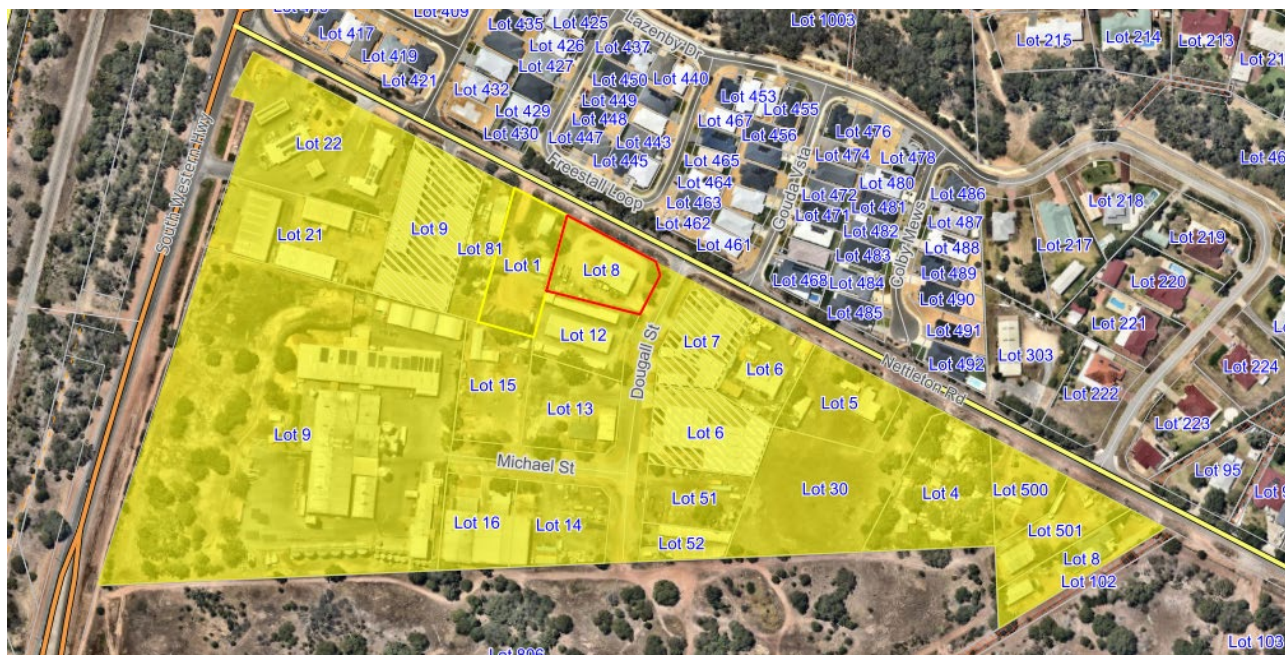 Lot 417
Lot 409
Lot 435
Lot 425
Lazenby Dr
Lot 1003
Lot 215
Lot 214
Lot 213
Lot 419
Lot 426
Lot 437
Lot 421
Lot 427
Lot 450
Lot 440
Lot 432
Lot 449
Lot 453
Lot 455
Lot 429
Lot 448
Lot 467
Lot 456
Lot 476
Lot 430
Lot 447
Lot 443
Lot 22
Lot 445
Lot 465
Lot 474
Lot 478
Freestall Loop
Lot 464
Gouda Vsta
Lot 472
Lot 480
Lot 486
Lot 218
South Western Hwy
Lot 463
Lot 471
Lot 481
Lot 487
Lot 21
Lot 9
Lot 81
Lot 462
Lot 482
Lot 488
Lot 217
Lot 219
Lot 461
Lot 483
Colby Mews
Lot 1
Lot 8
Lot 468
Lot 484
Lot 489
Lot 220
Lot 485
Lot 490
Lot 221
Lot 12
Lot 7
Lot 491
Lot 303
Dougall St
Lot 6
Nettleton Rd
Lot 492
Lot 224
Lot 15
Lot 222
Lot 13
Lot 5
Lot 223
Lot 9
Lot 6
Michael St
Lot 95
Lot 51
Lot 30
Lot 4
Lot 500
Lot 16
Lot 14
Lot 501
Lot 52
Lot 8
Lot 102
Lot 806
Lot 103